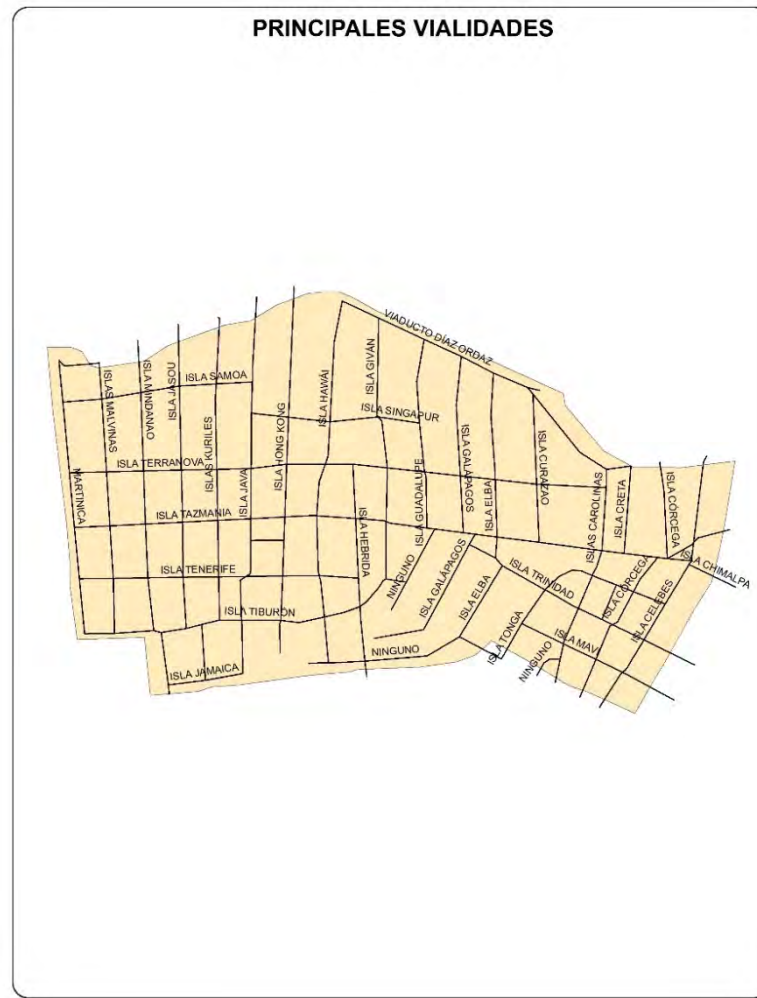 PRINCIPALES VIALIDADES
VIADUCTO DÍAZ ORDAZ
ISLA GIVÁN
ISLA HAWÁI
ISLA SAMOA
ISLA JASOU
ISLA MINDANAO
ISLAS MALVINAS
ISLAS KURILES
ISLA HONG KONG
ISLA SINGAPUR
ISLA GALÁPAGOS
ISLA CURAZAO
ISLA GUADALUPE
ISLA TERRANOVA
ISLA JAVA
MARTINICA
ISLA ELBA
ISLAS CAROLINAS
ISLA CRETA
ISLA CÓRCEGA
ISLA TAZMANIA
ISLA HEBRIDA
NINGUNO
ISLA GALÁPAGOS
ISLA TRINIDAD
ISLA CHIMALPA
ISLA TENERIFE
ISLA ELBA
ISLA CÓRCEGA
ISLA CELEBES
ISLA TIBURÓN
ISLA TONGA
ISLA MAVI
NINGUNO
NINGUNO
ISLA JAMAICA